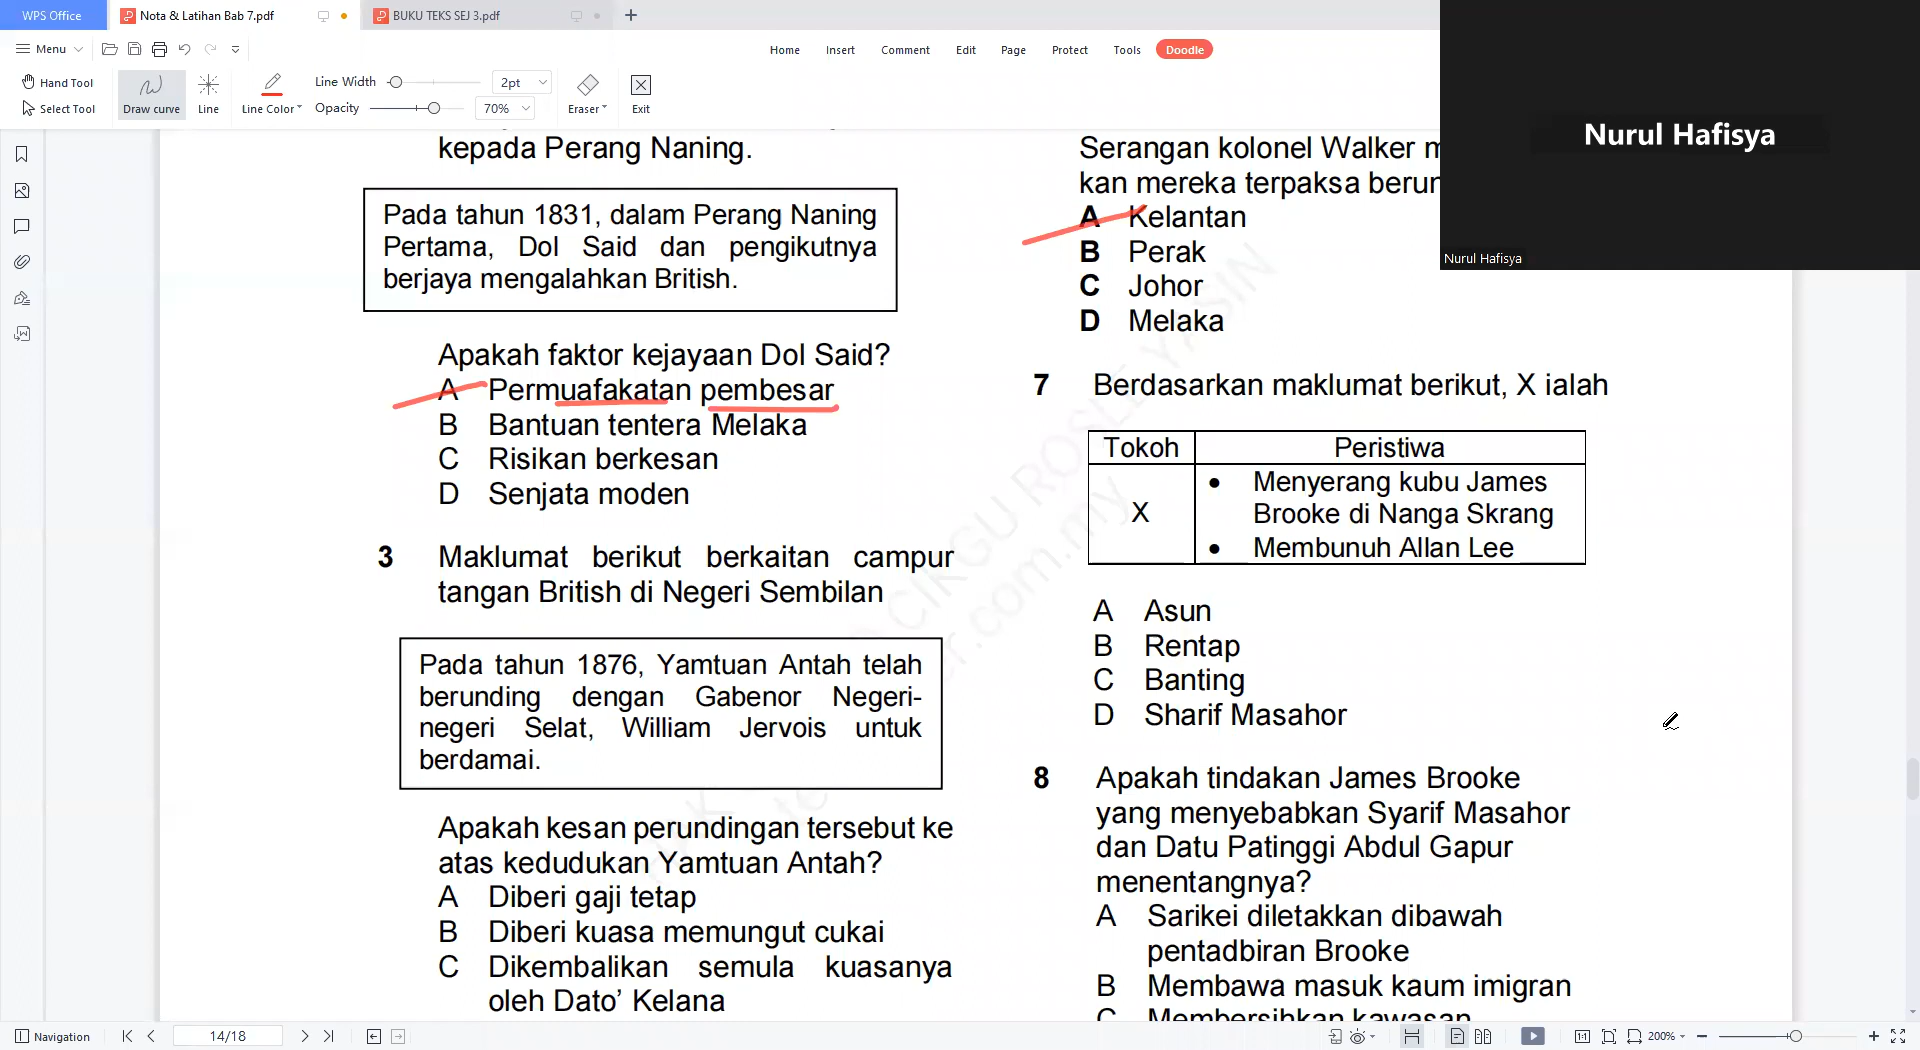 WPS Office
Nota & Latihan Bab 7.pdf
BUKU TEKS SEJ 3.pdf
Menu
Home
Insert
Comment
Edit
Page
Protect
Tools
Doodle
Hand Tool
Select Tool
Draw curve
Line
Line Color
Line Width
2pt
Opacity
70%
Eraser
Exit
Nurul Hafisya
Nurul Hafisya
kepada Perang Naning.
Pada tahun 1831, dalam Perang Naning
Pertama, Dol Said dan pengikutnya
berjaya mengalahkan British.
Apakah faktor kejayaan Dol Said?
A Permuafakatan pembesar
B Bantuan tentera Melaka
C Risikan berkesan
D Senjata moden
3 Maklumat berikut berkaitan campur
tangan British di Negeri Sembilan
Pada tahun 1876, Yamtuan Antah telah
berunding dengan Gabenor Negeri-
negeri Selat, William Jervois untuk
berdamai.
Apakah kesan perundingan tersebut ke
atas kedudukan Yamtuan Antah?
A Diberi gaji tetap
B Diberi kuasa memungut cukai
C Dikembalikan semula kuasanya
oleh Dato’ Kelana
Serangan kolonel Walker
kan mereka terpaksa
A Kelantan
B Perak
C Johor
D Melaka
7 Berdasarkan maklumat berikut, X ialah
Tokoh Peristiwa
X
• Menyerang kubu James
Brooke di Nanga Skrang
• Membunuh Allan Lee
A Asun
B Rentap
C Banting
D Sharif Masahor
8 Apakah tindakan James Brooke
yang menyebabkan Syarif Masahor
dan Datu Patinggi Abdul Gapur
menentangnya?
A Sarikei diletakkan dibawah
pentadbiran Brooke
B Membawa masuk kaum imigran
C Membersihkan kawasan
CIKGU ROSLE YASIN
.com.my
Navigation
14/18
200%